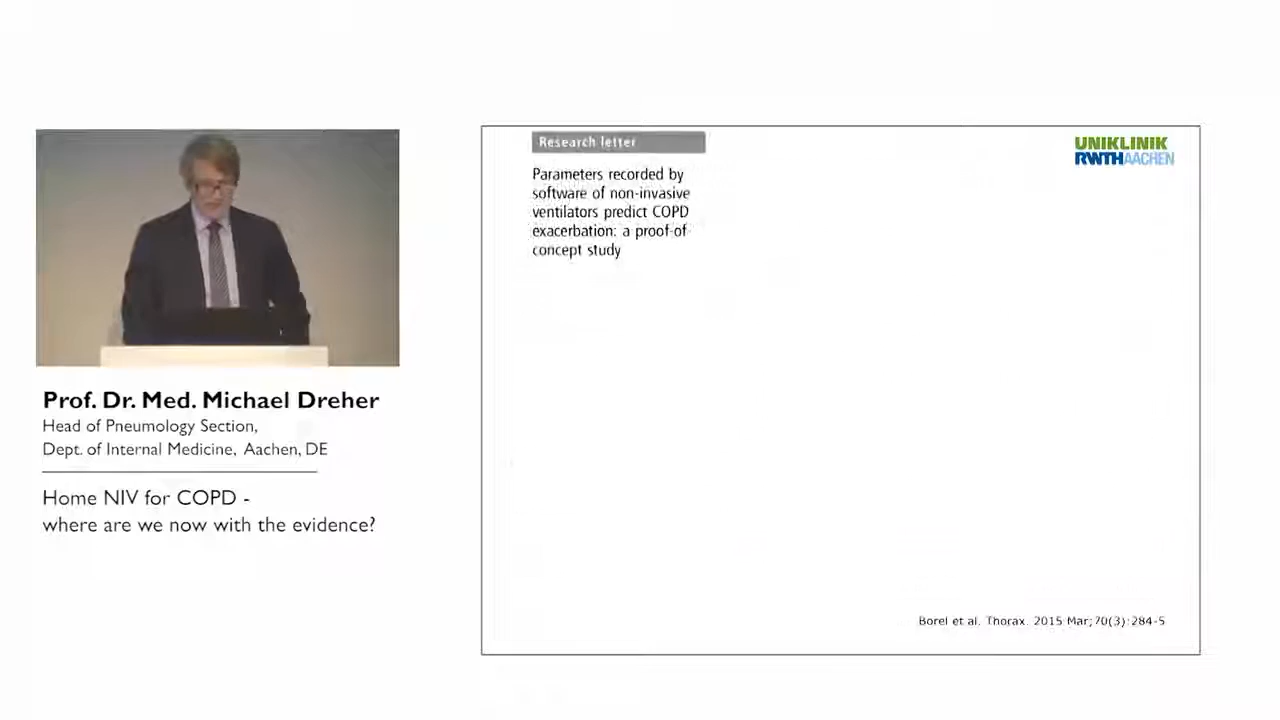 Prof. Dr. Med. Michael Dreher
Head of Pneumology Section,
Dept. of Internal Medicine, Aachen, DE
Home NIV for COPD -
where are we now with the evidence?
Research letter
UNIKLINIK
RWTHAACHEN
Parameters recorded by
software of non-invasive
ventilators predict COPD
exacerbation: a proof-of-
concept study
Borel et al. Thorax. 2015 Mar;70(3):284-5